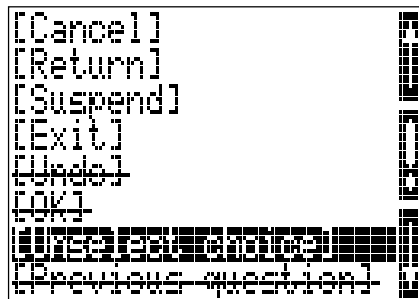 [Cancel]
[Return]
[Suspend]
[Exit]
[Undo]
[OK]
[Unselect choice]
[Previous question]